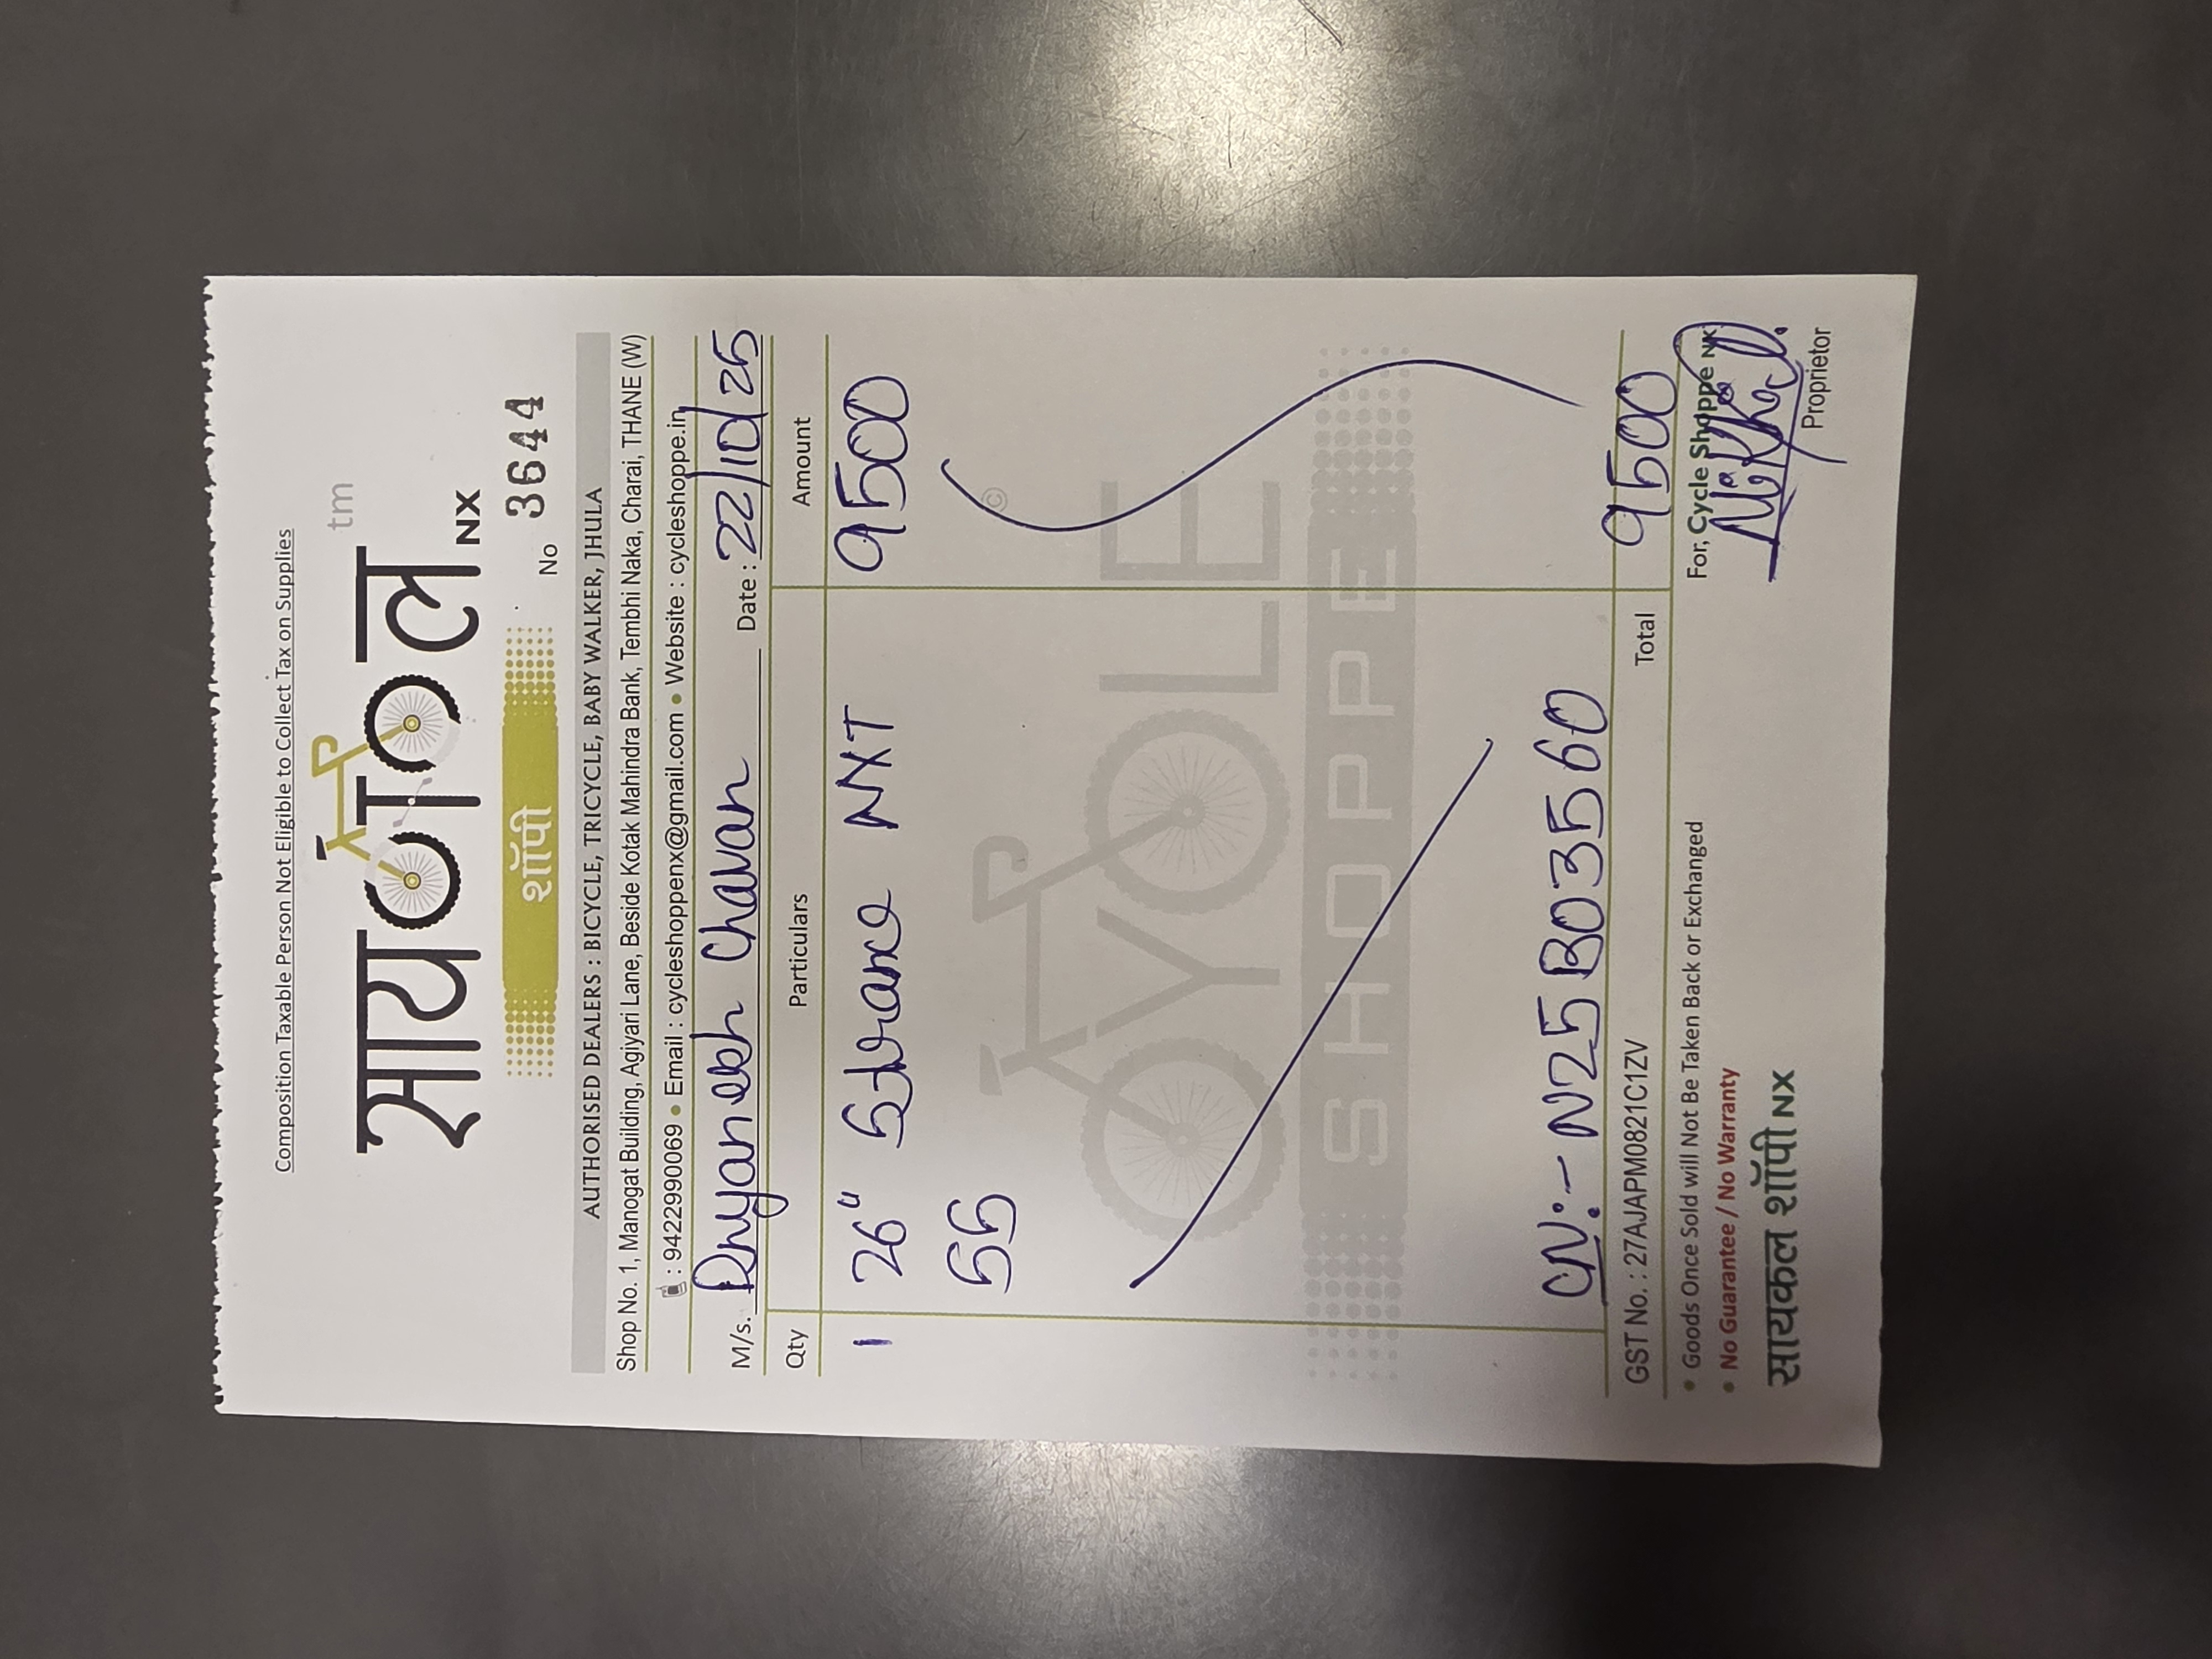 Composition Taxable Person Not Eligible to Collect Tax on Supplies
सायकल tm
NX
शॉपी
No 3644
AUTHORISED DEALERS : BICYCLE, TRICYCLE, BABY WALKER, JHULA
Shop No. 1, Manogat Building, Agiyari Lane, Beside Kotak Mahindra Bank, Tembhi Naka, Charai, THANE (W)
: 9422990069 • Email : cycleshoppenx@gmail.com • Website : cycleshoppe.in
M/s. Dnyanesh Chavan Date : 22/10/25
Qty Particulars Amount
1 26" Strane NXT 9500
SS
©
CYCLE
SHOPPE
CN:- N25B03560
GST No. : 27AJAPM0821C1ZV Total 9500
• Goods Once Sold will Not Be Taken Back or Exchanged
For, Cycle Shoppe NX
• No Guarantee / No Warranty
सायकल शॉपी NX
Proprietor